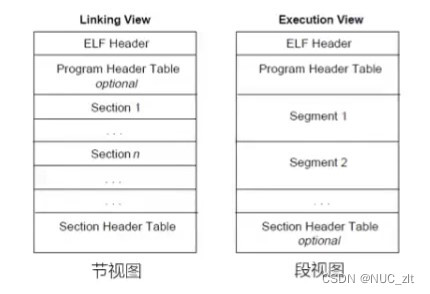 Linking View
ELF Header
Program Header Table
optional
Section 1
. . .
Section n
. . .
. . .
Section Header Table
节视图
Execution View
ELF Header
Program Header Table
Segment 1
Segment 2
. . .
Section Header Table
optional
段视图
CSDN @NUC_zlt